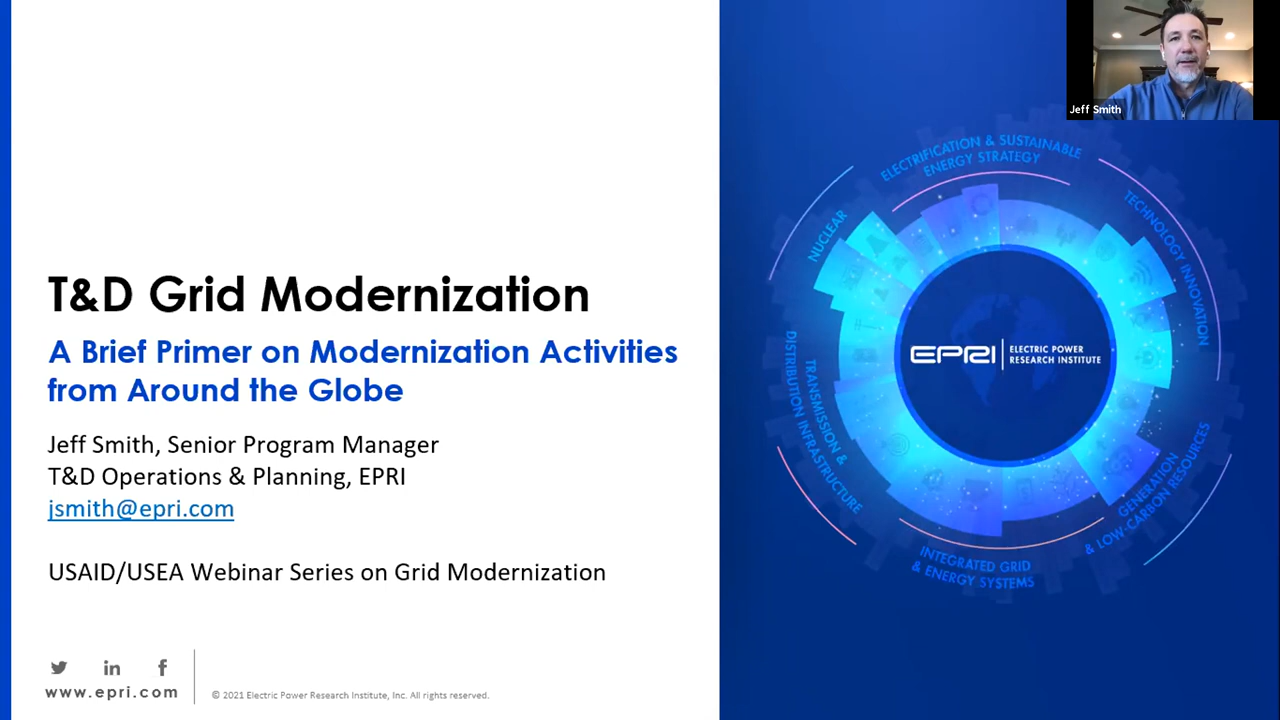 T&D Grid Modernization
A Brief Primer on Modernization Activities
from Around the Globe
Jeff Smith, Senior Program Manager
T&D Operations & Planning, EPRI
jsmith@epri.com
USAID/USEA Webinar Series on Grid Modernization
www.epri.com
© 2021 Electric Power Research Institute, Inc. All rights reserved.
Jeff Smith
ELECTRIFICATION & SUSTAINABLE
ENERGY STRATEGY
TECHNOLOGY INNOVATION
GENERATION
& LOW-CARBON RESOURCES
INTEGRATED GRID
& ENERGY SYSTEMS
TRANSMISSION &
DISTRIBUTION INFRASTRUCTURE
NUCLEAR
EPRI
ELECTRIC POWER
RESEARCH INSTITUTE